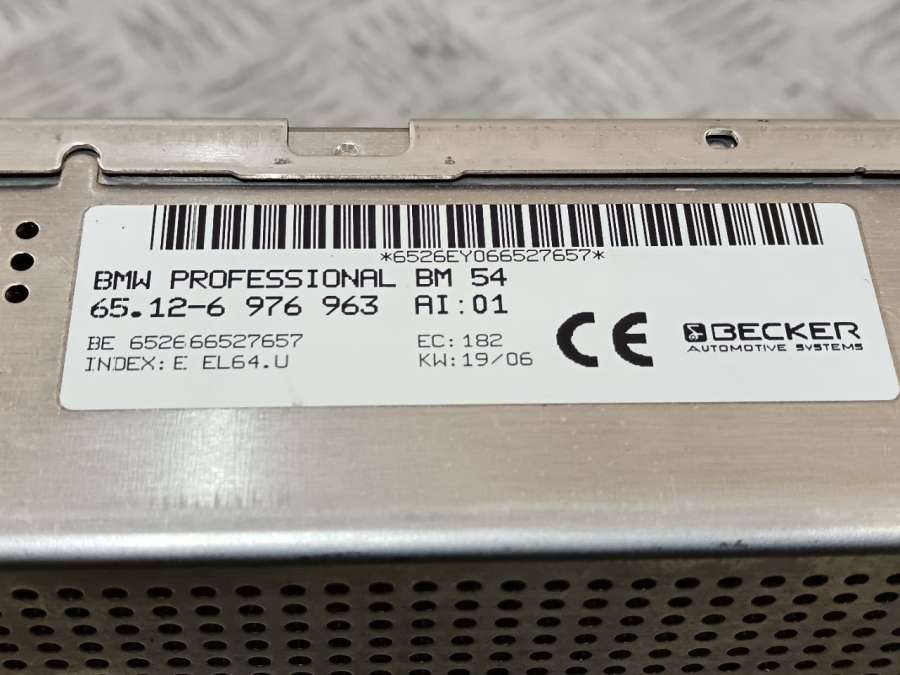 *6526EY066527657*
BMW PROFESSIONAL BM 54
65.12-6 976 963 AI:01
BE 652666527657 EC:182
INDEX: E EL64.U KW:19/06
CE
BECKER
AUTOMOTIVE SYSTEMS